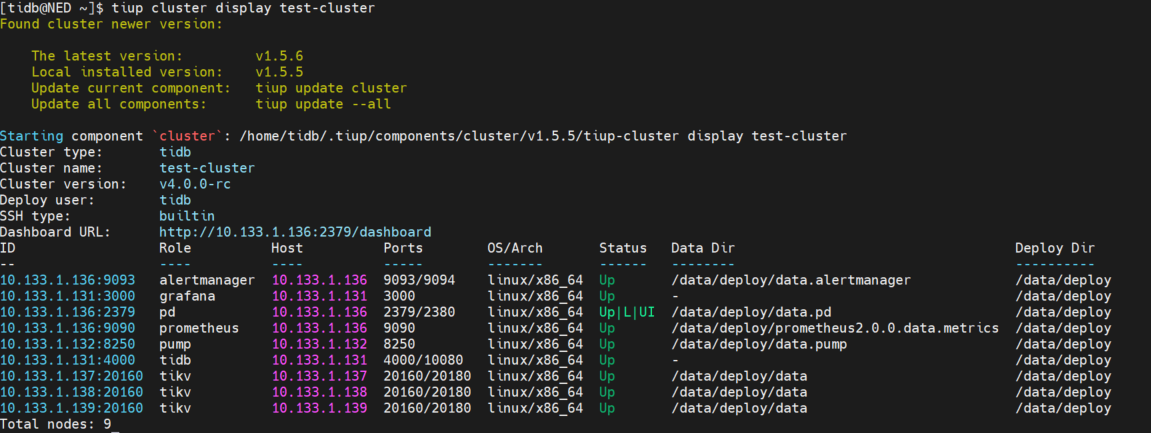 [tidb@NED ~]$ tiup cluster display test-cluster
Found cluster newer version:
    The latest version:         v1.5.6
    Local installed version:    v1.5.5
    Update current component:   tiup update cluster
    Update all components:      tiup update --all
Starting component `cluster`: /home/tidb/.tiup/components/cluster/v1.5.5/tiup-cluster display test-cluster
Cluster type:       tidb
Cluster name:       test-cluster
Cluster version:    v4.0.0-rc
Deploy user:        tidb
SSH type:           builtin
Dashboard URL:      http://10.133.1.136:2379/dashboard
ID                  Role          Host          Ports        OS/Arch       Status   Data Dir                                   Deploy Dir
--                  ----          ----          -----        -------       ------   --------                                   ----------
10.133.1.136:9093   alertmanager  10.133.1.136  9093/9094    linux/x86_64  Up       /data/deploy/data.alertmanager             /data/deploy
10.133.1.131:3000   grafana       10.133.1.131  3000         linux/x86_64  Up       -                                          /data/deploy
10.133.1.136:2379   pd            10.133.1.136  2379/2380    linux/x86_64  Up|L|UI  /data/deploy/data.pd                       /data/deploy
10.133.1.136:9090   prometheus    10.133.1.136  9090         linux/x86_64  Up       /data/deploy/prometheus2.0.0.data.metrics  /data/deploy
10.133.1.132:8250   pump          10.133.1.132  8250         linux/x86_64  Up       /data/deploy/data.pump                     /data/deploy
10.133.1.131:4000   tidb          10.133.1.131  4000/10080   linux/x86_64  Up       -                                          /data/deploy
10.133.1.137:20160  tikv          10.133.1.137  20160/20180  linux/x86_64  Up       /data/deploy/data                          /data/deploy
10.133.1.138:20160  tikv          10.133.1.138  20160/20180  linux/x86_64  Up       /data/deploy/data                          /data/deploy
10.133.1.139:20160  tikv          10.133.1.139  20160/20180  linux/x86_64  Up       /data/deploy/data                          /data/deploy
Total nodes: 9